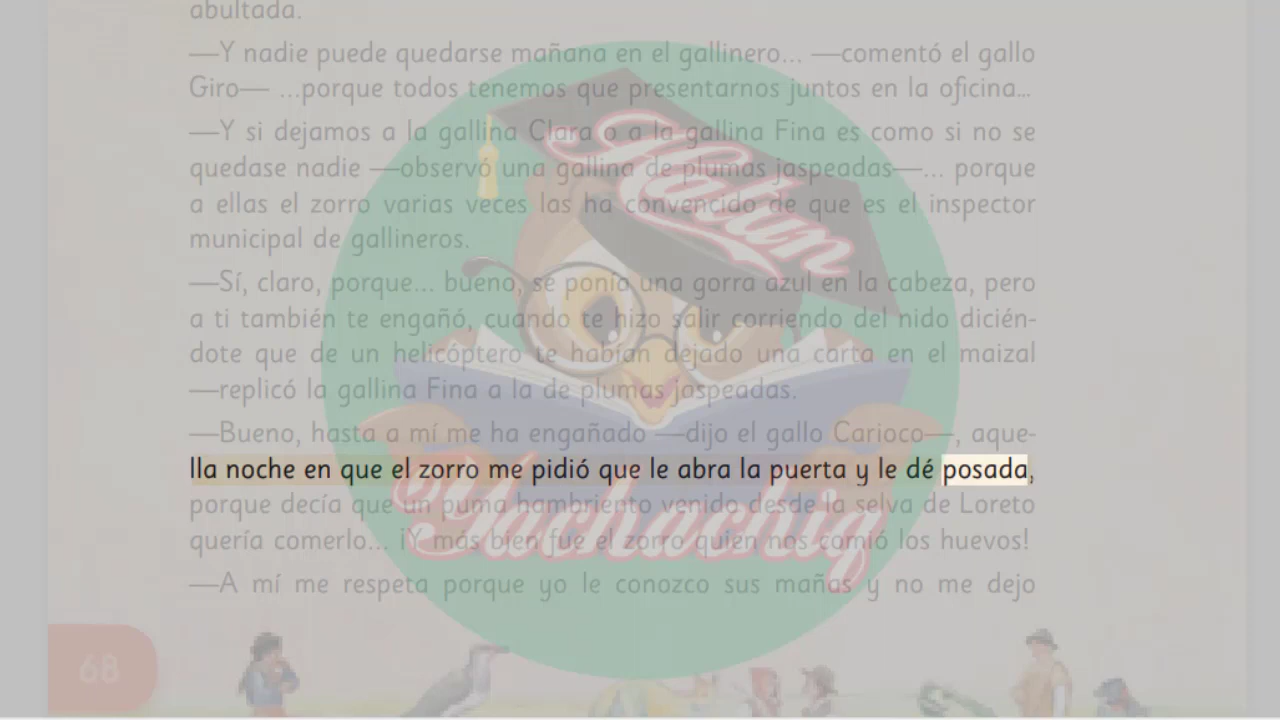 abultada.
—Y nadie puede quedarse mañana en el gallinero... —comentó el gallo
Giro— ...porque todos tenemos que presentarnos juntos en la oficina...
—Y si dejamos a la gallina Clara o a la gallina Fina es como si no se
quedase nadie —observó una gallina de plumas jaspeadas—... porque
a ellas el zorro varias veces las ha convencido de que es el inspector
municipal de gallineros.
—Sí, claro, porque... bueno, se ponía una gorra azul en la cabeza, pero
a ti también te engañó, cuando te hizo salir corriendo del nido dicién-
dote que de un helicóptero te habían dejado una carta en el maizal
—replicó la gallina Fina a la de plumas jaspeadas.
—Bueno, hasta a mí me ha engañado —dijo el gallo Carioco—, aque-
lla noche en que el zorro me pidió que le abra la puerta y le dé posada,
porque decía que un puma hambriento venido desde la selva de Loreto
quería comerlo... ¡Y más bien fue el zorro quien nos comió los huevos!
—A mí me respeta porque yo le conozco sus mañas y no me dejo
68
Hatun
Yachachiq